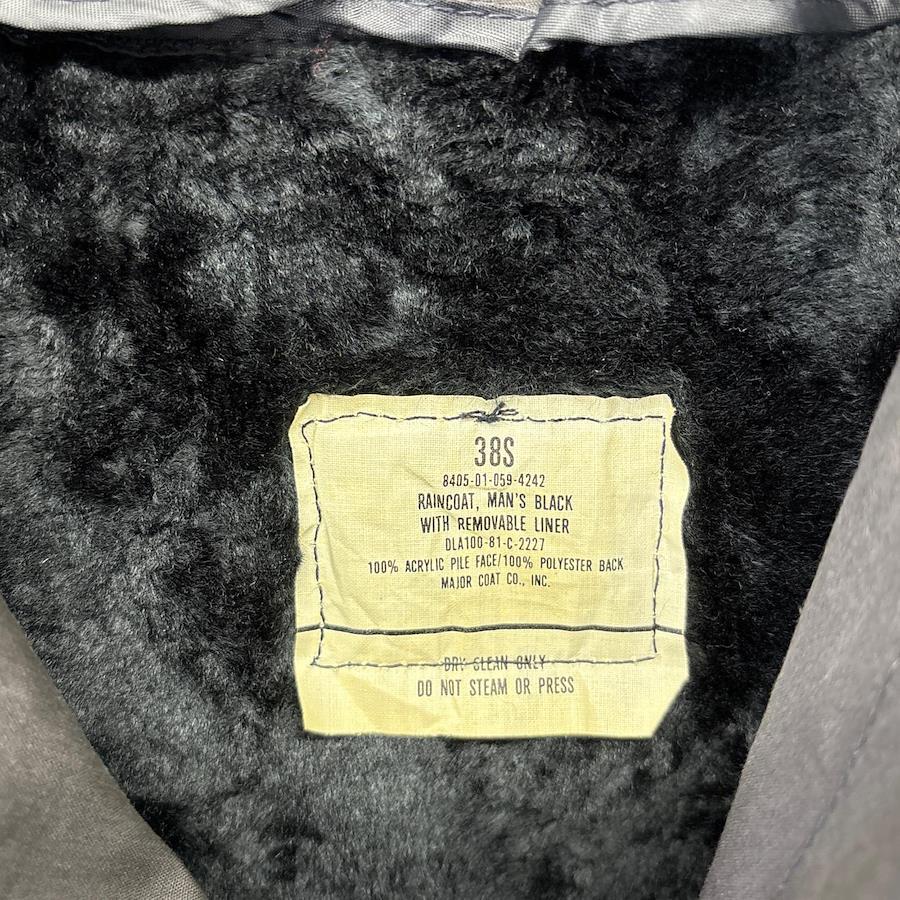 38S
8405-01-059-4242
RAINCOAT, MAN'S BLACK
WITH REMOVABLE LINER
DLA100-81-C-2227
100% ACRYLIC PILE FACE/100% POLYESTER BACK
MAJOR COAT CO., INC.
DRY CLEAN ONLY
DO NOT STEAM OR PRESS